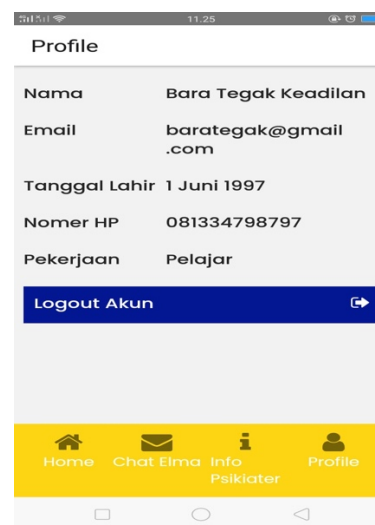 11.25
Profile
Nama Bara Tegak Keadilan
Email barategak@gmail
.com
Tanggal Lahir 1 Juni 1997
Nomer HP 081334798797
Pekerjaan Pelajar
Logout Akun
Home Chat Elma Info Profile
Psikiater